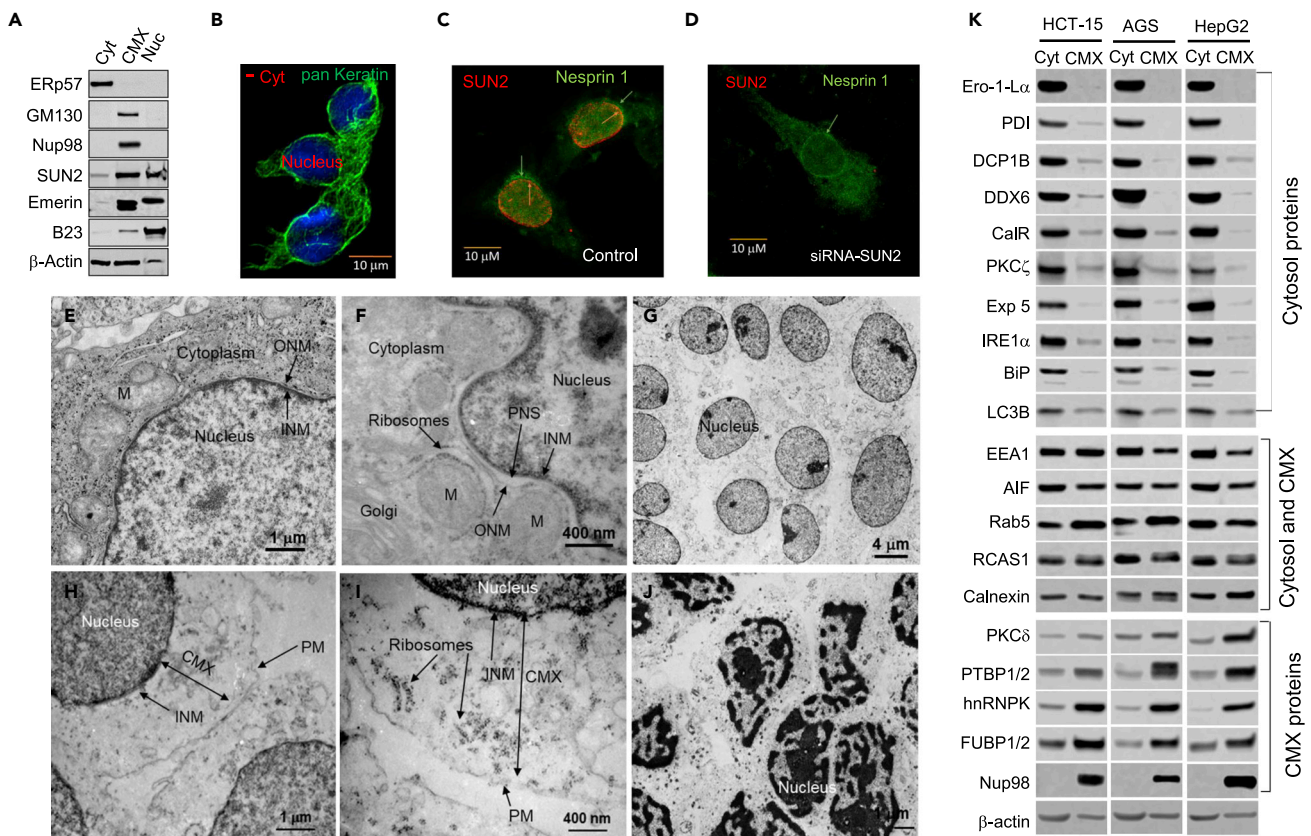 A
Cyt
CMX
Nuc
ERp57
GM130
Nup98
SUN2
Emerin
B23
β-Actin
B
Cyt pan Keratin
Nucleus
10 μm
C
SUN2
Nesprin 1
10 μM
Control
D
SUN2
Nesprin 1
10 μM
siRNA-SUN2
E
Cytoplasm
ONM
M
Nucleus
INM
1 μm
F
Cytoplasm
Nucleus
Ribosomes
PNS
INM
M
Golgi
ONM
M
400 nm
G
Nucleus
4 μm
H
Nucleus
CMX
PM
INM
1 μm
I
Nucleus
Ribosomes
INM
CMX
PM
400 nm
J
Nucleus
K
HCT-15 AGS HepG2
Cyt CMX Cyt CMX Cyt CMX
Ero-1-Lα
PDI
DCP1B
DDX6
CalR
PKCζ
Exp 5
IRE1α
BiP
LC3B
Cytosol proteins
EEA1
AIF
Rab5
RCAS1
Calnexin
Cytosol and CMX
PKCδ
PTBP1/2
hnRNPK
FUBP1/2
Nup98
CMX proteins
β-actin